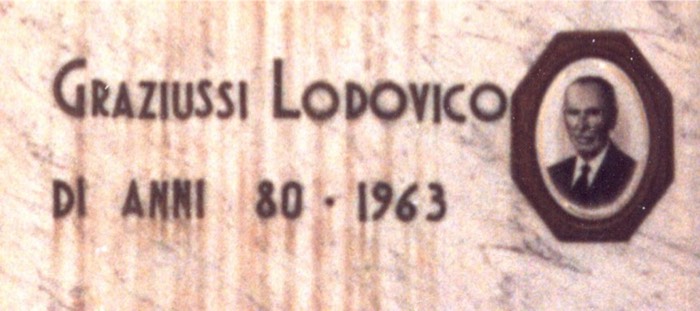 GRAZIUSSI LODOVICO
DI ANNI 80 · 1963